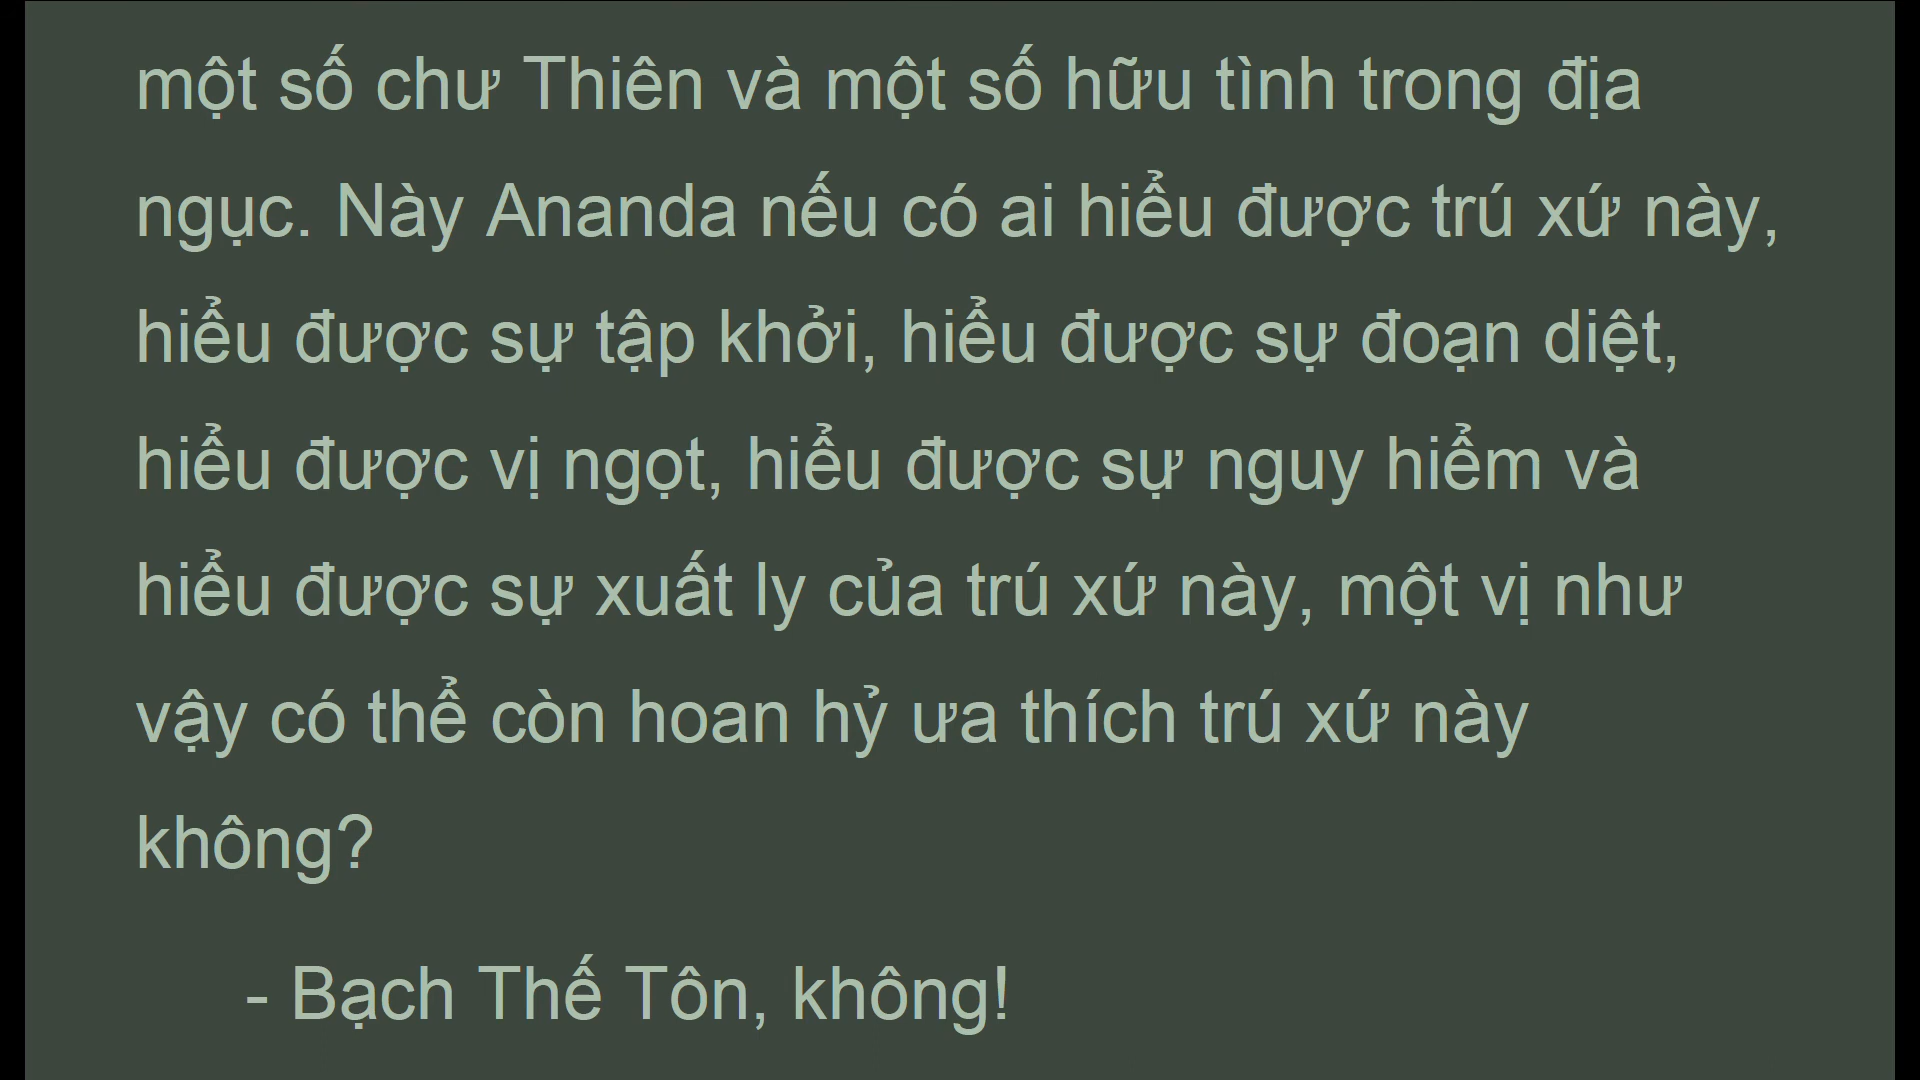 một số chư Thiên và một số hữu tình trong địa
ngục. Này Ananda nếu có ai hiểu được trú xứ này,
hiểu được sự tập khởi, hiểu được sự đoạn diệt,
hiểu được vị ngọt, hiểu được sự nguy hiểm và
hiểu được sự xuất ly của trú xứ này, một vị như
vậy có thể còn hoan hỷ ưa thích trú xứ này
không?
- Bạch Thế Tôn, không!